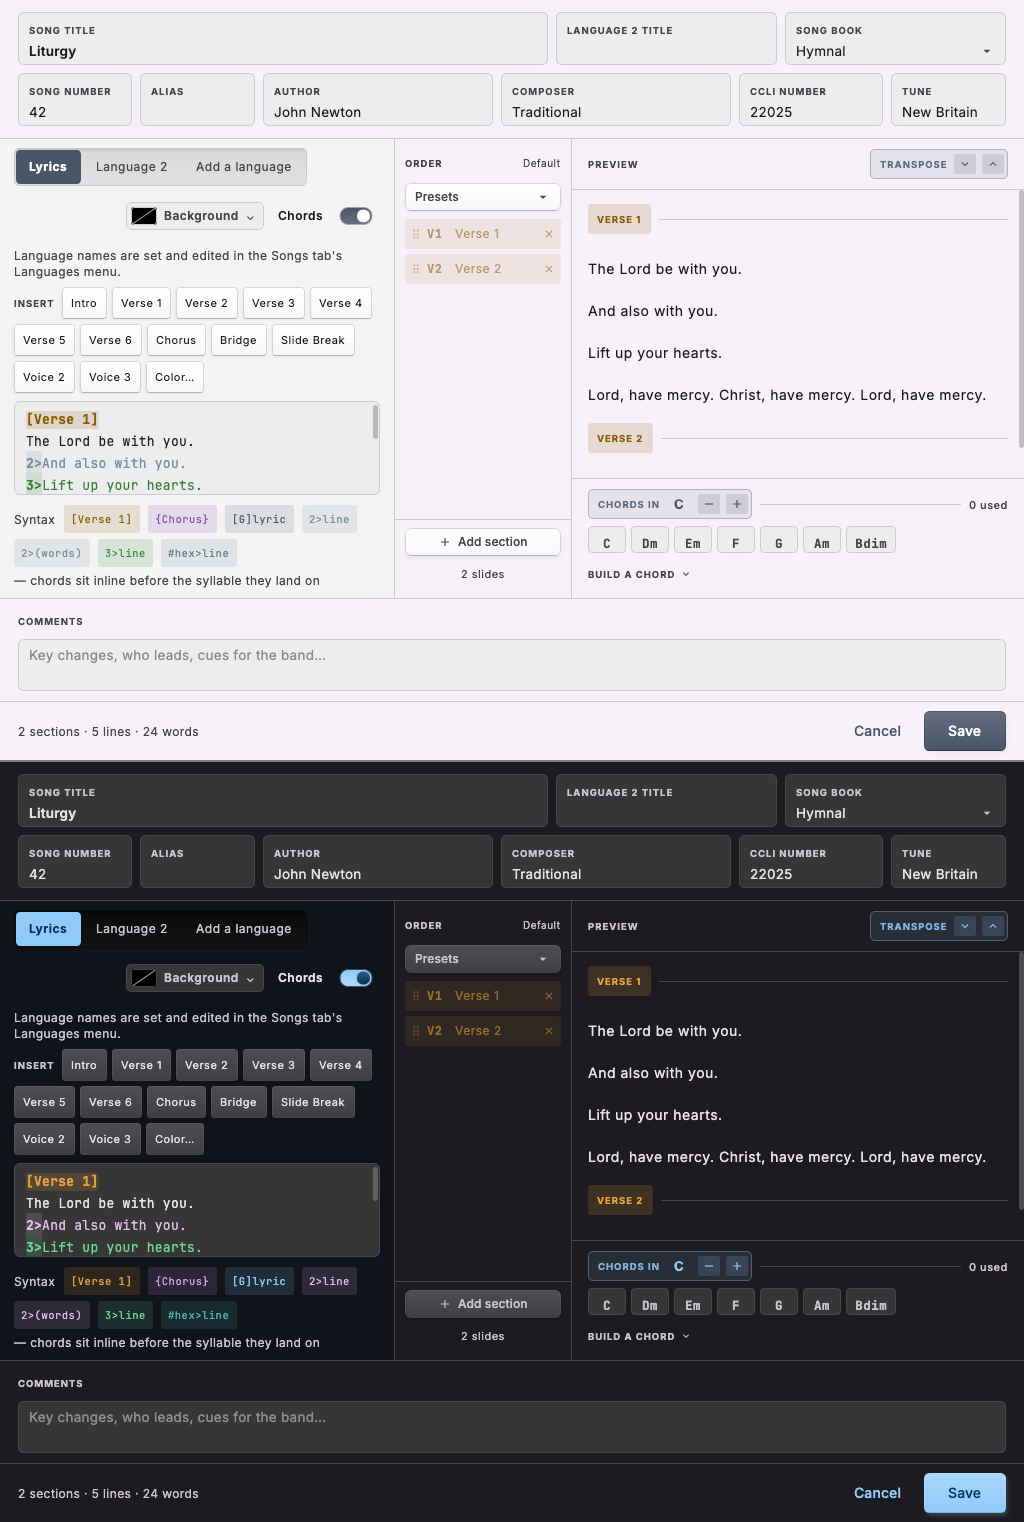 SONG TITLE
Liturgy
LANGUAGE 2 TITLE
SONG BOOK
Hymnal
SONG NUMBER
42
ALIAS
AUTHOR
John Newton
COMPOSER
Traditional
CCLI NUMBER
22025
TUNE
New Britain
Lyrics
Language 2
Add a language
Background
Chords
Language names are set and edited in the Songs tab's
Languages menu.
INSERT Intro Verse 1 Verse 2 Verse 3 Verse 4
Verse 5 Verse 6 Chorus Bridge Slide Break
Voice 2 Voice 3 Color...
[Verse 1]
The Lord be with you.
2>And also with you.
3>Lift up your hearts.
Syntax [Verse 1] {Chorus} [G]lyric 2>line
2>(words) 3>line #hex>line
— chords sit inline before the syllable they land on
ORDER Default
Presets
V1 Verse 1 ×
V2 Verse 2 ×
+ Add section
2 slides
PREVIEW
TRANSPOSE
VERSE 1
The Lord be with you.
And also with you.
Lift up your hearts.
Lord, have mercy. Christ, have mercy. Lord, have mercy.
VERSE 2
CHORDS IN C − + 0 used
C Dm Em F G Am Bdim
BUILD A CHORD
COMMENTS
Key changes, who leads, cues for the band...
2 sections · 5 lines · 24 words
Cancel
Save
SONG TITLE
Liturgy
LANGUAGE 2 TITLE
SONG BOOK
Hymnal
SONG NUMBER
42
ALIAS
AUTHOR
John Newton
COMPOSER
Traditional
CCLI NUMBER
22025
TUNE
New Britain
Lyrics
Language 2
Add a language
Background
Chords
Language names are set and edited in the Songs tab's
Languages menu.
INSERT Intro Verse 1 Verse 2 Verse 3 Verse 4
Verse 5 Verse 6 Chorus Bridge Slide Break
Voice 2 Voice 3 Color...
[Verse 1]
The Lord be with you.
2>And also with you.
3>Lift up your hearts.
Syntax [Verse 1] {Chorus} [G]lyric 2>line
2>(words) 3>line #hex>line
— chords sit inline before the syllable they land on
ORDER Default
Presets
V1 Verse 1 ×
V2 Verse 2 ×
+ Add section
2 slides
PREVIEW
TRANSPOSE
VERSE 1
The Lord be with you.
And also with you.
Lift up your hearts.
Lord, have mercy. Christ, have mercy. Lord, have mercy.
VERSE 2
CHORDS IN C − + 0 used
C Dm Em F G Am Bdim
BUILD A CHORD
COMMENTS
Key changes, who leads, cues for the band...
2 sections · 5 lines · 24 words
Cancel
Save